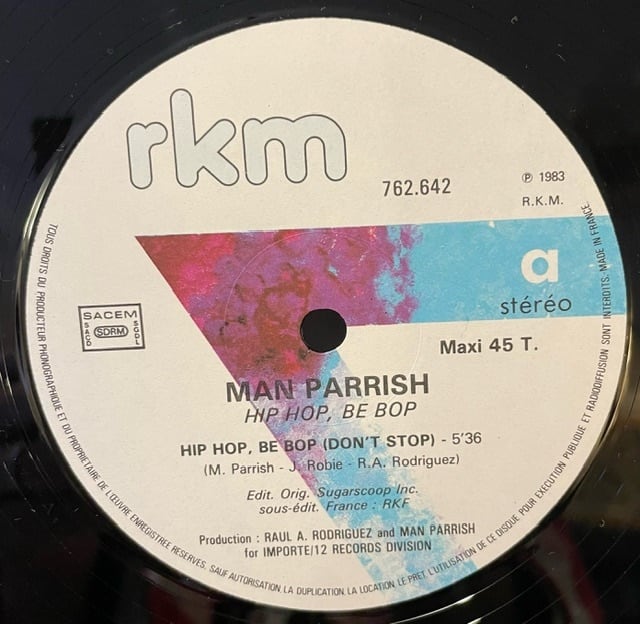 rkm
762.642
℗ 1983
R.K.M.
a
stéréo
SACEM
SACD
SDRM
SGDL
Maxi 45 T.
MAN PARRISH
HIP HOP, BE BOP
HIP HOP, BE BOP (DON'T STOP) - 5'36
(M. Parrish - J. Robie - R.A. Rodriguez)
Edit. Orig. Sugarscoop Inc.
sous-édit. France : RKF
Production : RAUL A. RODRIGUEZ and MAN PARRISH
for IMPORTE/12 RECORDS DIVISION
TOUS DROITS DU PRODUCTEUR PHONOGRAPHIQUE ET DU PROPRIETAIRE DE L'ŒUVRE ENREGISTREE RESERVES. SAUF AUTORISATION. LA DUPLICATION. LA LOCATION. LE PRET. L'UTILISATION DE CE DISQUE POUR EXECUTION PUBLIQUE ET RADIODIFFUSION SONT INTERDITS. MADE IN FRANCE.